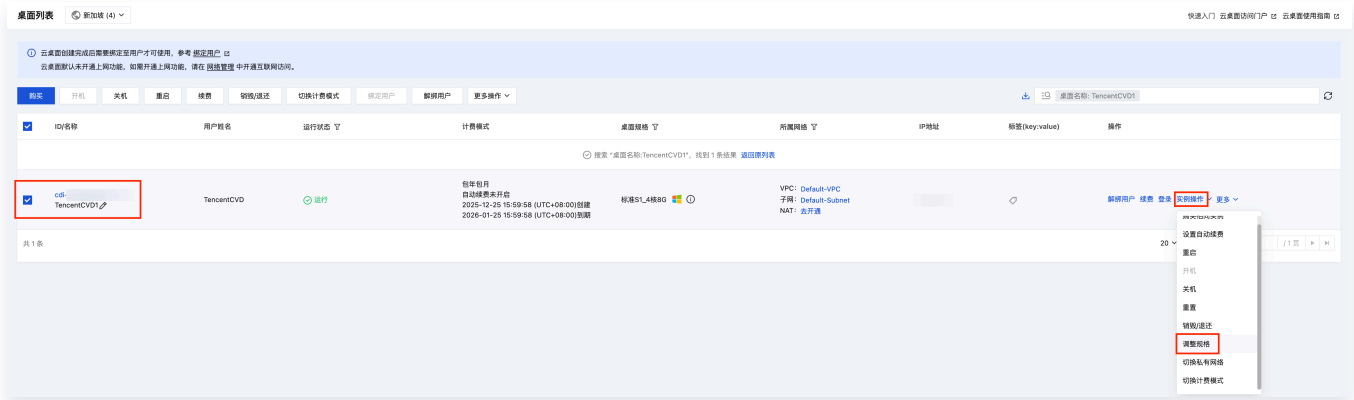 桌面列表 新加坡 (4) 快速入门 云桌面访问门户 云桌面使用指南
云桌面创建完成后需要绑定至用户才可使用，参考 绑定用户
云桌面默认未开通上网功能，如需开通上网功能，请在 网络管理 中开通互联网访问。
购买 开机 关机 重启 续费 销毁/退还 切换计费模式 绑定用户 解绑用户 更多操作 桌面名称: TencentCVD1
ID/名称 用户姓名 运行状态 计费模式 桌面规格 所属网络 IP地址 标签(key:value) 操作
搜索 "桌面名称:TencentCVD1"，找到 1 条结果 返回原列表
cdi-
TencentCVD1
TencentCVD
运行
包年包月
自动续费未开启
2025-12-25 15:59:58 (UTC+08:00)创建
2026-01-25 15:59:58 (UTC+08:00)到期
标准S1_4核8G
VPC: Default-VPC
子网: Default-Subnet
NAT: 去开通
解绑用户 续费 登录 实例操作 更多
购买相同实例
共 1 条
20
/ 1 页
设置自动续费
重启
开机
关机
重置
销毁/退还
调整规格
切换私有网络
切换计费模式